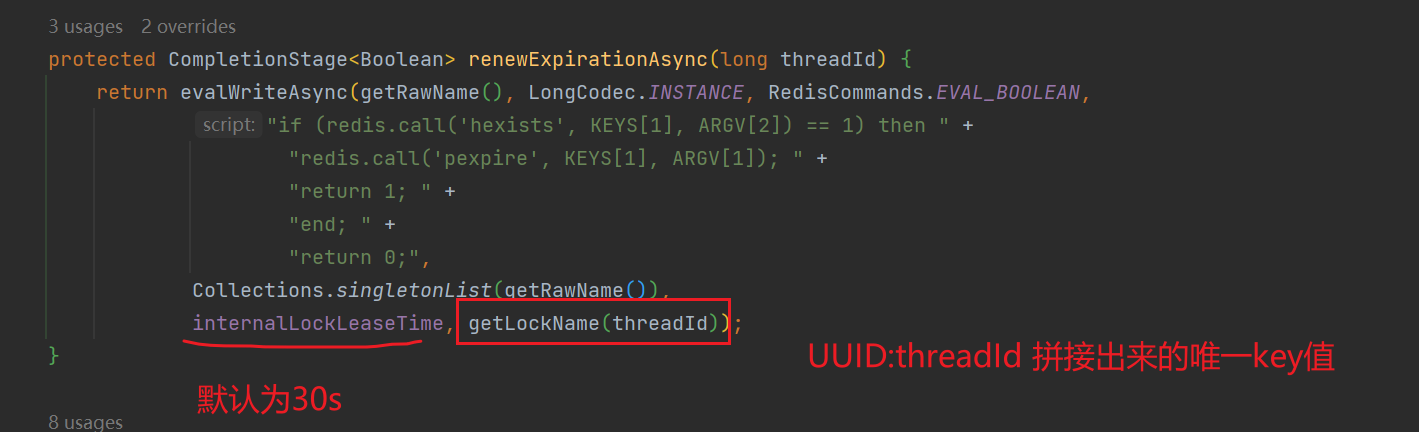 3 usages   2 overrides
protected CompletionStage<Boolean> renewExpirationAsync(long threadId) {
return evalWriteAsync(getRawName(), LongCodec.INSTANCE, RedisCommands.EVAL_BOOLEAN,
script: "if (redis.call('hexists', KEYS[1], ARGV[2]) == 1) then " +
"redis.call('pexpire', KEYS[1], ARGV[1]); " +
"return 1; " +
"end; " +
"return 0;",
Collections.singletonList(getRawName()),
internalLockLeaseTime, getLockName(threadId));
UUID:threadId 拼接出来的唯一key值
}
默认为30s
8 usages